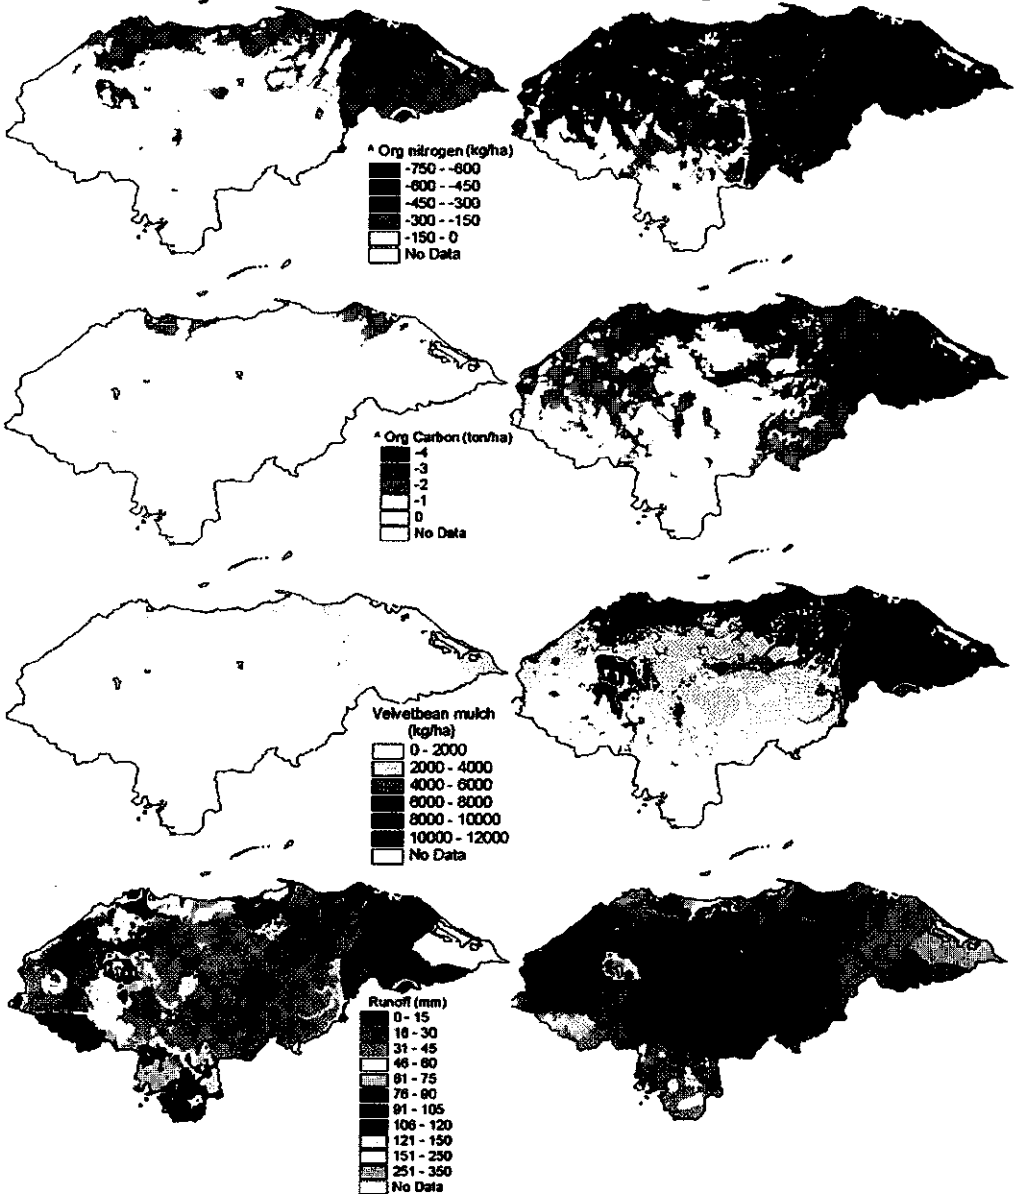 ^ Org nitrogen (kg/ha)
-750 - -600
-600 - -450
-450 - -300
-300 - -150
-150 - 0
No Data
^ Org Carbon (ton/ha)
-4
-3
-2
-1
0
No Data
Velvetbean mulch
(kg/ha)
0 - 2000
2000 - 4000
4000 - 6000
6000 - 8000
8000 - 10000
10000 - 12000
No Data
Runoff (mm)
0 - 15
16 - 30
31 - 45
46 - 60
61 - 75
76 - 90
91 - 105
106 - 120
121 - 150
151 - 250
251 - 350
No Data